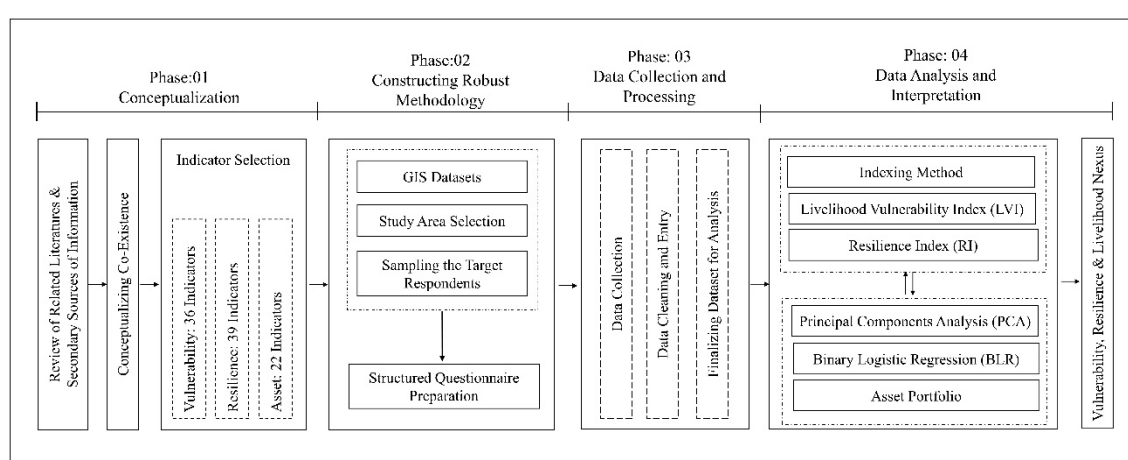 Phase:01
Conceptualization
Phase:02
Constructing Robust
Methodology
Phase: 03
Data Collection and
Processing
Phase: 04
Data Analysis and
Interpretation
Review of Related Literatures &
Secondary Sources of Information
Conceptualizing Co-Existence
Indicator Selection
Vulnerability: 36 Indicators
Resilience: 39 Indicators
Asset: 22 Indicators
GIS Datasets
Study Area Selection
Sampling the Target
Respondents
Structured Questionnaire
Preparation
Data Collection
Data Cleaning and Entry
Finalizing Dataset for Analysis
Indexing Method
Livelihood Vulnerability Index (LVI)
Resilience Index (RI)
Principal Components Analysis (PCA)
Binary Logistic Regression (BLR)
Asset Portfolio
Vulnerability, Resilience & Livelihood Nexus